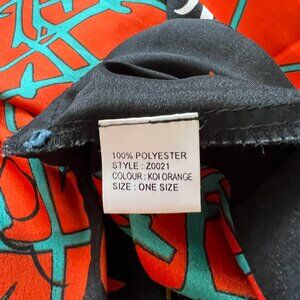 100% POLYESTER
STYLE : Z0021
COLOUR : KOI ORANGE
SIZE : ONE SIZE